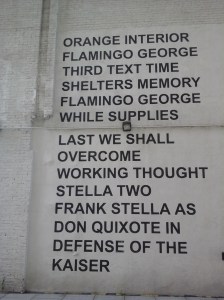 ORANGE INTERIOR
FLAMINGO GEORGE
THIRD TEXT TIME
SHELTERS MEMORY
FLAMINGO GEORGE
WHILE SUPPLIES
LAST WE SHALL
OVERCOME
WORKING THOUGHT
STELLA TWO
FRANK STELLA AS
DON QUIXOTE IN
DEFENSE OF THE
KAISER